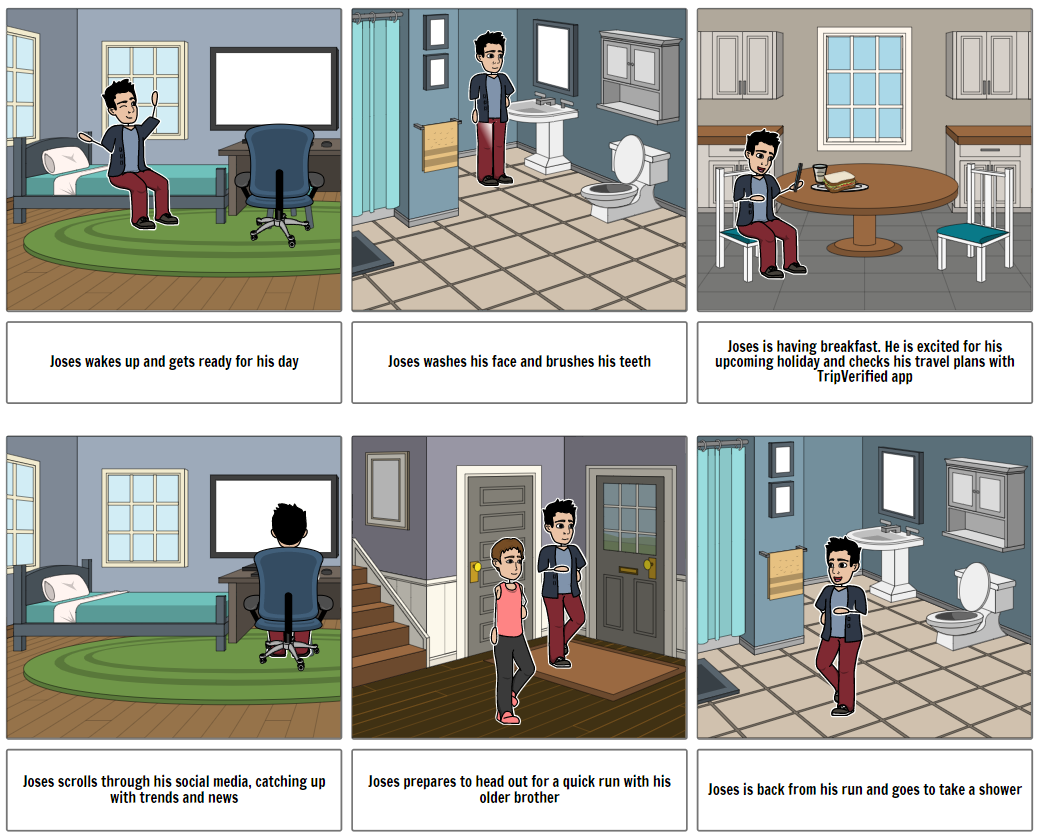 Joses wakes up and gets ready for his day
Joses washes his face and brushes his teeth
Joses is having breakfast. He is excited for his
upcoming holiday and checks his travel plans with
TripVerified app
Joses scrolls through his social media, catching up
with trends and news
Joses prepares to head out for a quick run with his
older brother
Joses is back from his run and goes to take a shower